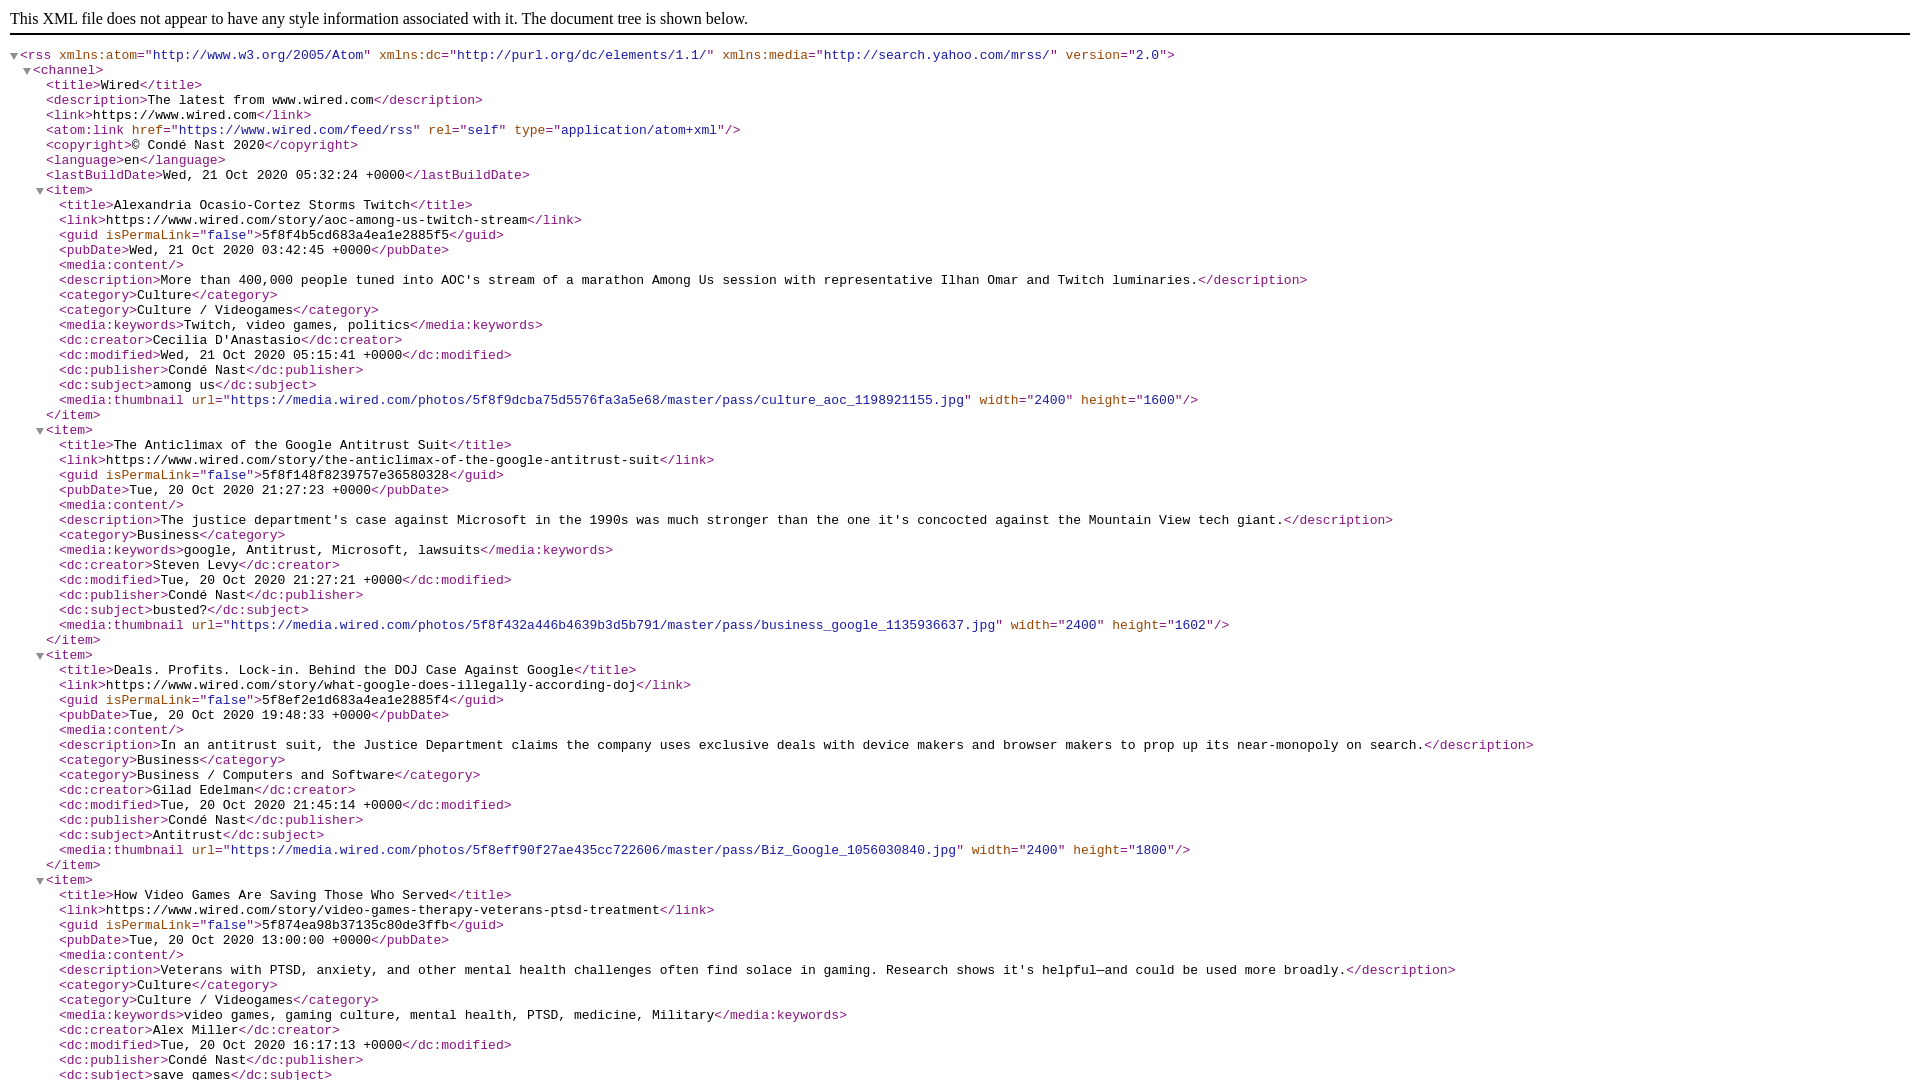 This XML file does not appear to have any style information associated with it. The document tree is shown below.
<rss xmlns:atom="http://www.w3.org/2005/Atom" xmlns:dc="http://purl.org/dc/elements/1.1/" xmlns:media="http://search.yahoo.com/mrss/" version="2.0">
<channel>
<title>Wired</title>
<description>The latest from www.wired.com</description>
<link>https://www.wired.com</link>
<atom:link href="https://www.wired.com/feed/rss" rel="self" type="application/atom+xml"/>
<copyright>© Condé Nast 2020</copyright>
<language>en</language>
<lastBuildDate>Wed, 21 Oct 2020 05:32:24 +0000</lastBuildDate>
<item>
<title>Alexandria Ocasio-Cortez Storms Twitch</title>
<link>https://www.wired.com/story/aoc-among-us-twitch-stream</link>
<guid isPermaLink="false">5f8f4b5cd683a4ea1e2885f5</guid>
<pubDate>Wed, 21 Oct 2020 03:42:45 +0000</pubDate>
<media:content/>
<description>More than 400,000 people tuned into AOC's stream of a marathon Among Us session with representative Ilhan Omar and Twitch luminaries.</description>
<category>Culture</category>
<category>Culture / Videogames</category>
<media:keywords>Twitch, video games, politics</media:keywords>
<dc:creator>Cecilia D'Anastasio</dc:creator>
<dc:modified>Wed, 21 Oct 2020 05:15:41 +0000</dc:modified>
<dc:publisher>Condé Nast</dc:publisher>
<dc:subject>among us</dc:subject>
<media:thumbnail url="https://media.wired.com/photos/5f8f9dcba75d5576fa3a5e68/master/pass/culture_aoc_1198921155.jpg" width="2400" height="1600"/>
</item>
<item>
<title>The Anticlimax of the Google Antitrust Suit</title>
<link>https://www.wired.com/story/the-anticlimax-of-the-google-antitrust-suit</link>
<guid isPermaLink="false">5f8f148f8239757e36580328</guid>
<pubDate>Tue, 20 Oct 2020 21:27:23 +0000</pubDate>
<media:content/>
<description>The justice department's case against Microsoft in the 1990s was much stronger than the one it's concocted against the Mountain View tech giant.</description>
<category>Business</category>
<media:keywords>google, Antitrust, Microsoft, lawsuits</media:keywords>
<dc:creator>Steven Levy</dc:creator>
<dc:modified>Tue, 20 Oct 2020 21:27:21 +0000</dc:modified>
<dc:publisher>Condé Nast</dc:publisher>
<dc:subject>busted?</dc:subject>
<media:thumbnail url="https://media.wired.com/photos/5f8f432a446b4639b3d5b791/master/pass/business_google_1135936637.jpg" width="2400" height="1602"/>
</item>
<item>
<title>Deals. Profits. Lock-in. Behind the DOJ Case Against Google</title>
<link>https://www.wired.com/story/what-google-does-illegally-according-doj</link>
<guid isPermaLink="false">5f8ef2e1d683a4ea1e2885f4</guid>
<pubDate>Tue, 20 Oct 2020 19:48:33 +0000</pubDate>
<media:content/>
<description>In an antitrust suit, the Justice Department claims the company uses exclusive deals with device makers and browser makers to prop up its near-monopoly on search.</description>
<category>Business</category>
<category>Business / Computers and Software</category>
<dc:creator>Gilad Edelman</dc:creator>
<dc:modified>Tue, 20 Oct 2020 21:45:14 +0000</dc:modified>
<dc:publisher>Condé Nast</dc:publisher>
<dc:subject>Antitrust</dc:subject>
<media:thumbnail url="https://media.wired.com/photos/5f8eff90f27ae435cc722606/master/pass/Biz_Google_1056030840.jpg" width="2400" height="1800"/>
</item>
<item>
<title>How Video Games Are Saving Those Who Served</title>
<link>https://www.wired.com/story/video-games-therapy-veterans-ptsd-treatment</link>
<guid isPermaLink="false">5f874ea98b37135c80de3ffb</guid>
<pubDate>Tue, 20 Oct 2020 13:00:00 +0000</pubDate>
<media:content/>
<description>Veterans with PTSD, anxiety, and other mental health challenges often find solace in gaming. Research shows it's helpful—and could be used more broadly.</description>
<category>Culture</category>
<category>Culture / Videogames</category>
<media:keywords>video games, gaming culture, mental health, PTSD, medicine, Military</media:keywords>
<dc:creator>Alex Miller</dc:creator>
<dc:modified>Tue, 20 Oct 2020 16:17:13 +0000</dc:modified>
<dc:publisher>Condé Nast</dc:publisher>
<dc:subject>save games</dc:subject>